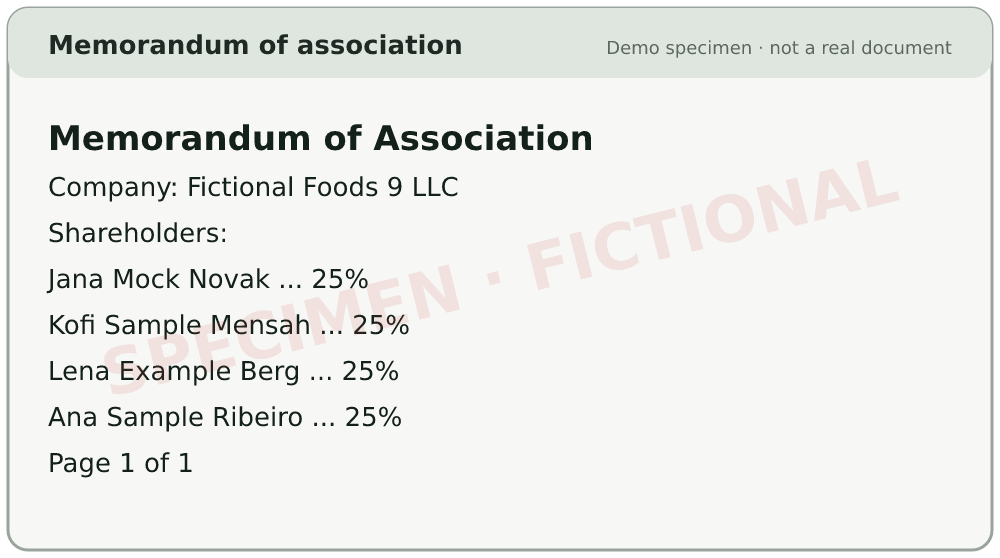 Memorandum of association
Demo specimen · not a real document
Memorandum of Association
Company: Fictional Foods 9 LLC
Shareholders:
Jana Mock Novak ... 25%
Kofi Sample Mensah ... 25%
Lena Example Berg ... 25%
Ana Sample Ribeiro ... 25%
Page 1 of 1
SPECIMEN · FICTIONAL